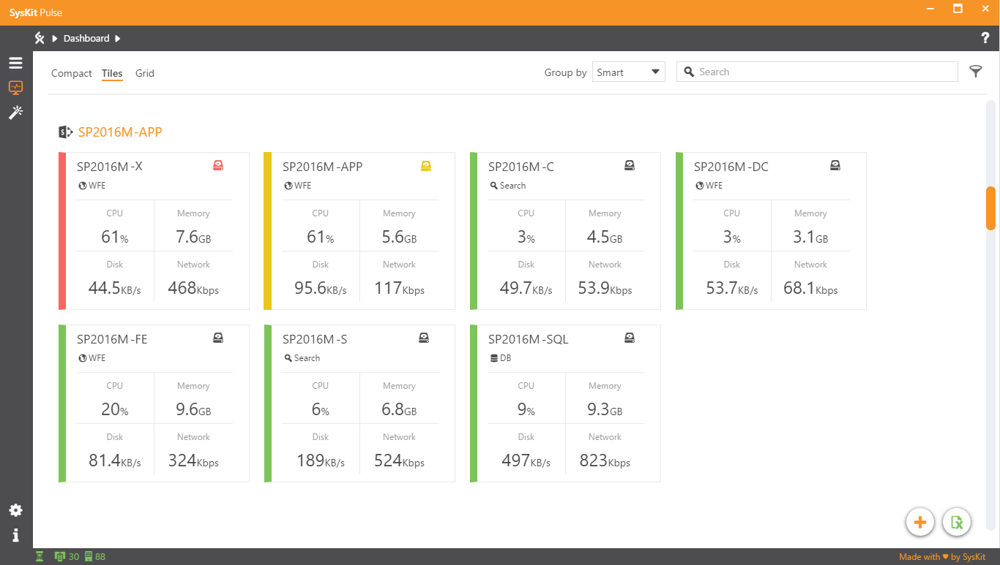 SysKit Pulse
Dashboard
?
Compact Tiles Grid
Group by Smart Search
SP2016M-APP
SP2016M-X SP2016M-APP SP2016M-C SP2016M-DC
WFE WFE Search WFE
CPU Memory CPU Memory CPU Memory CPU Memory
61% 7.6GB 61% 5.6GB 3% 4.5GB 3% 3.1GB
Disk Network Disk Network Disk Network Disk Network
44.5KB/s 468Kbps 95.6KB/s 117Kbps 49.7KB/s 53.9Kbps 53.7KB/s 68.1Kbps
SP2016M-FE SP2016M-S SP2016M-SQL
WFE Search DB
CPU Memory CPU Memory CPU Memory
20% 9.6GB 6% 6.8GB 9% 9.3GB
Disk Network Disk Network Disk Network
81.4KB/s 324Kbps 189KB/s 524Kbps 497KB/s 823Kbps
30 88 Made with ♥ by SysKit